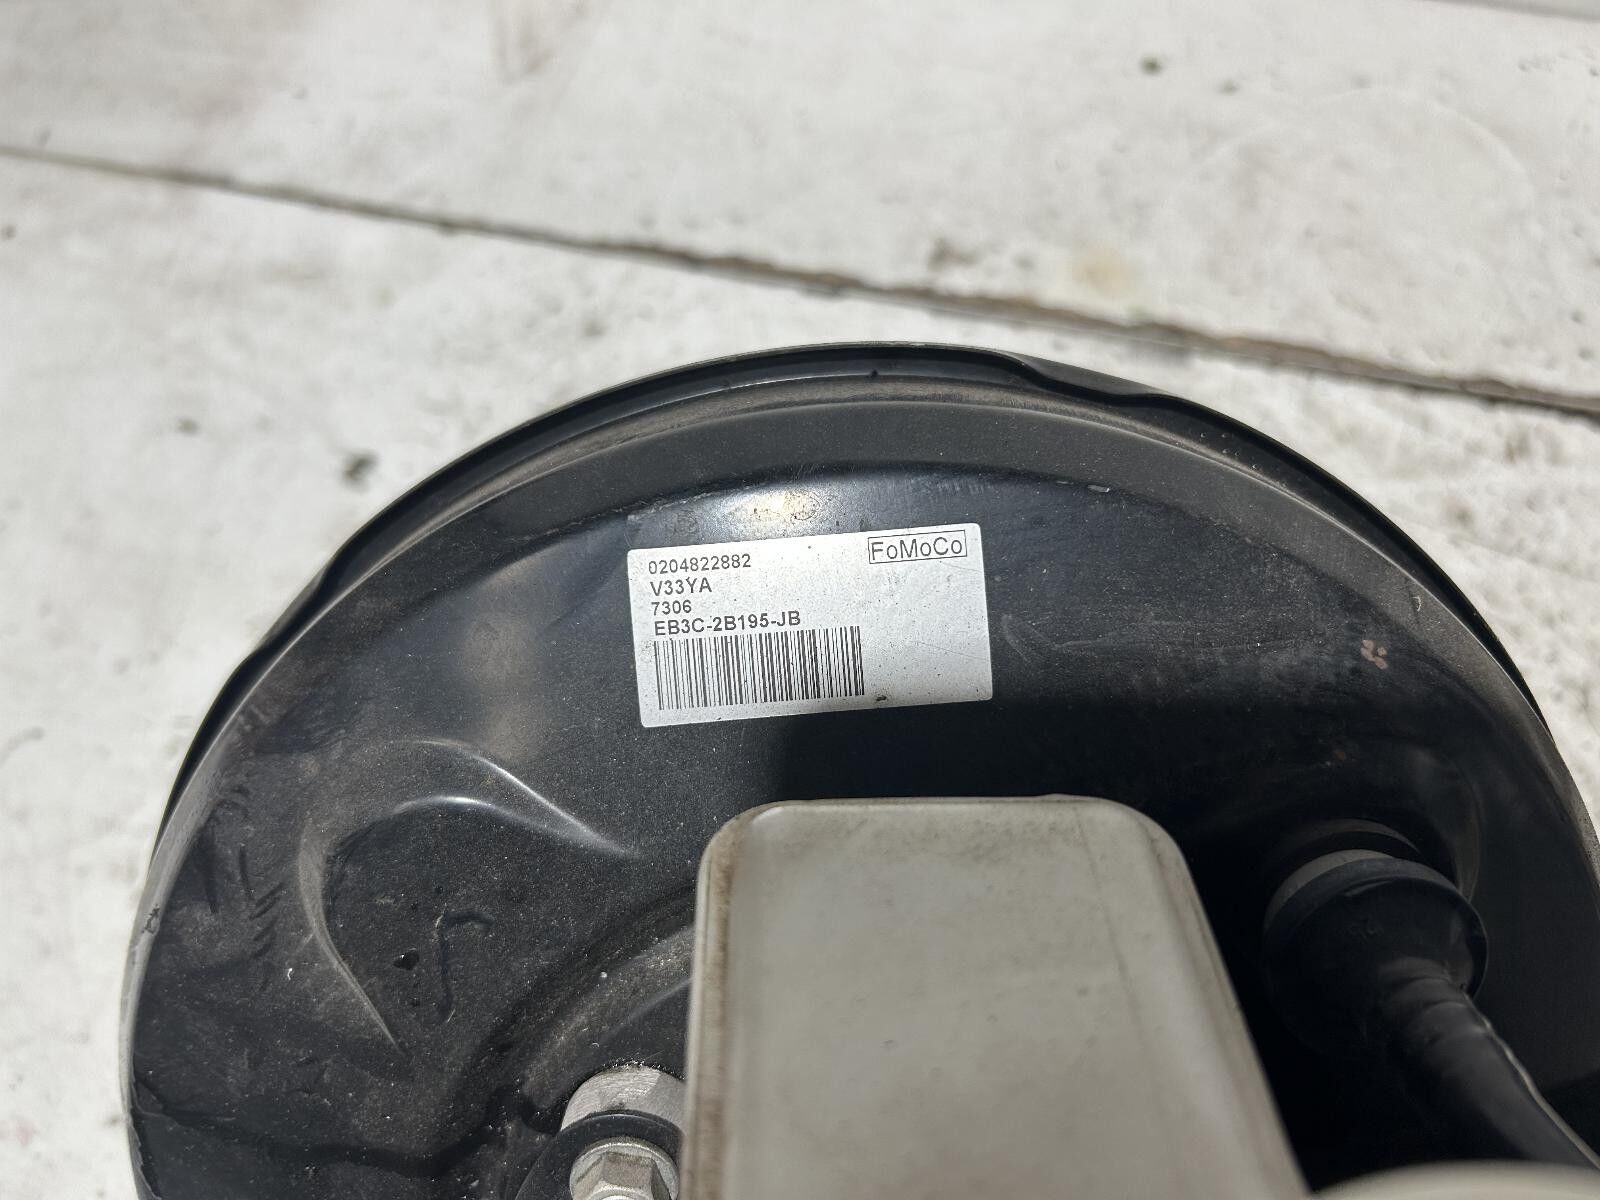 0204822882
FoMoCo
V33YA
7306
EB3C-2B195-JB